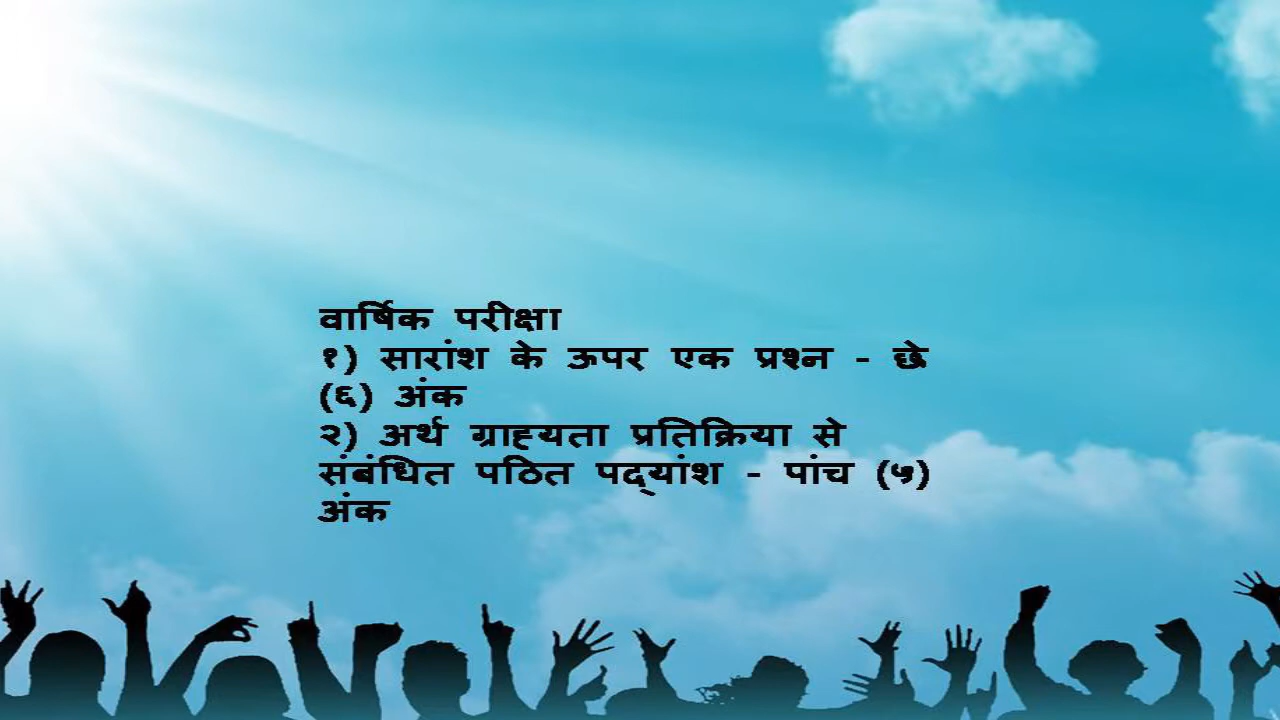 वार्षिक परीक्षा
१) सारांश के ऊपर एक प्रश्न - छे
(६) अंक
२) अर्थ ग्राह्यता प्रतिक्रिया से
संबंधित पठित पद्यांश - पांच (५)
अंक